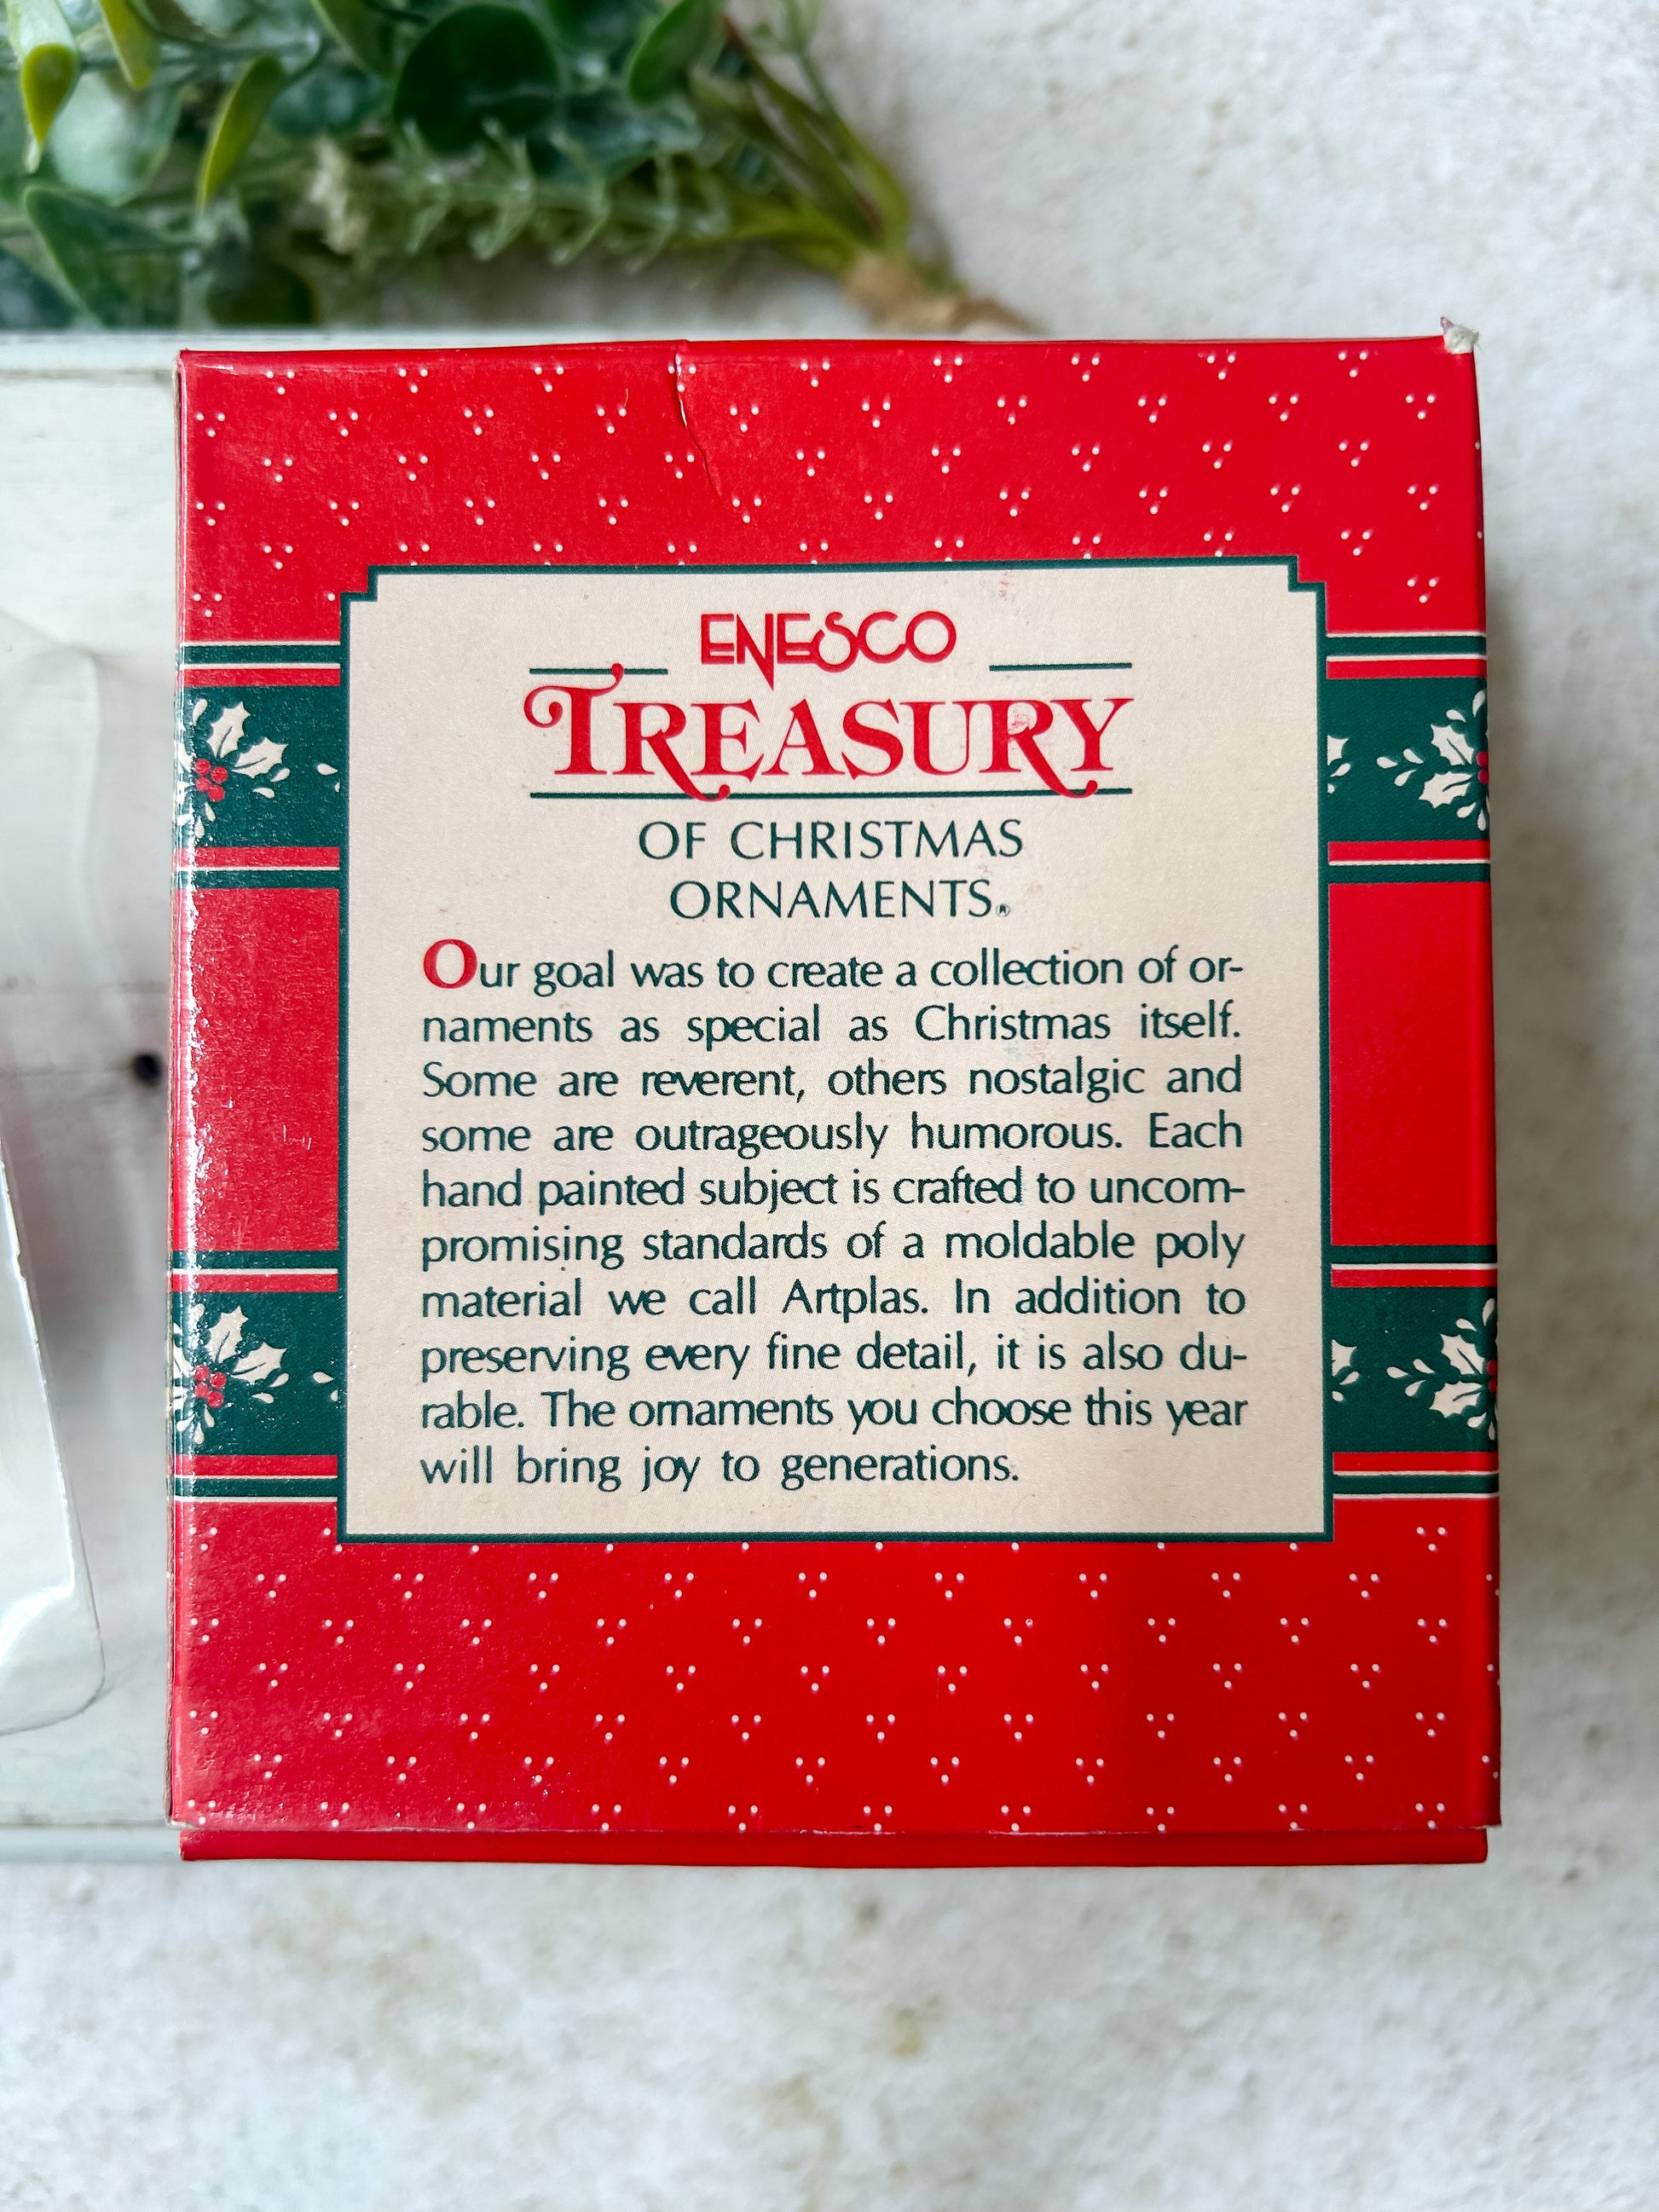 ENESCO
TREASURY
OF CHRISTMAS
ORNAMENTS®
Our goal was to create a collection of or-
naments as special as Christmas itself.
Some are reverent, others nostalgic and
some are outrageously humorous. Each
hand painted subject is crafted to uncom-
promising standards of a moldable poly
material we call Artplas. In addition to
preserving every fine detail, it is also du-
rable. The ornaments you choose this year
will bring joy to generations.